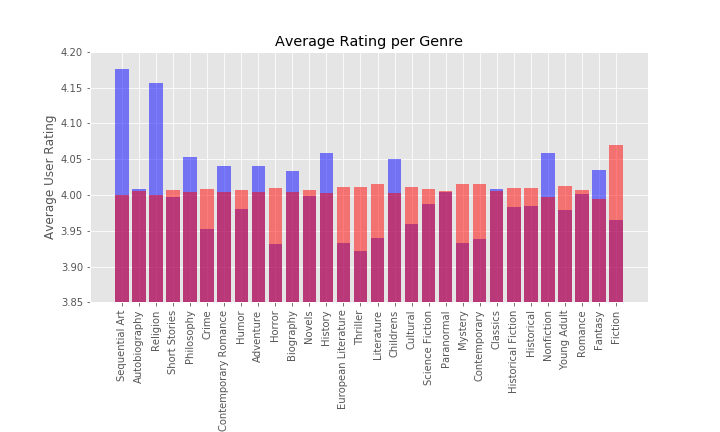 Average Rating per Genre
Average User Rating
4.20
4.15
4.10
4.05
4.00
3.95
3.90
3.85
Sequential Art
Autobiography
Religion
Short Stories
Philosophy
Crime
Contemporary Romance
Humor
Adventure
Horror
Biography
Novels
History
European Literature
Thriller
Literature
Childrens
Cultural
Science Fiction
Paranormal
Mystery
Contemporary
Classics
Historical Fiction
Historical
Nonfiction
Young Adult
Romance
Fantasy
Fiction